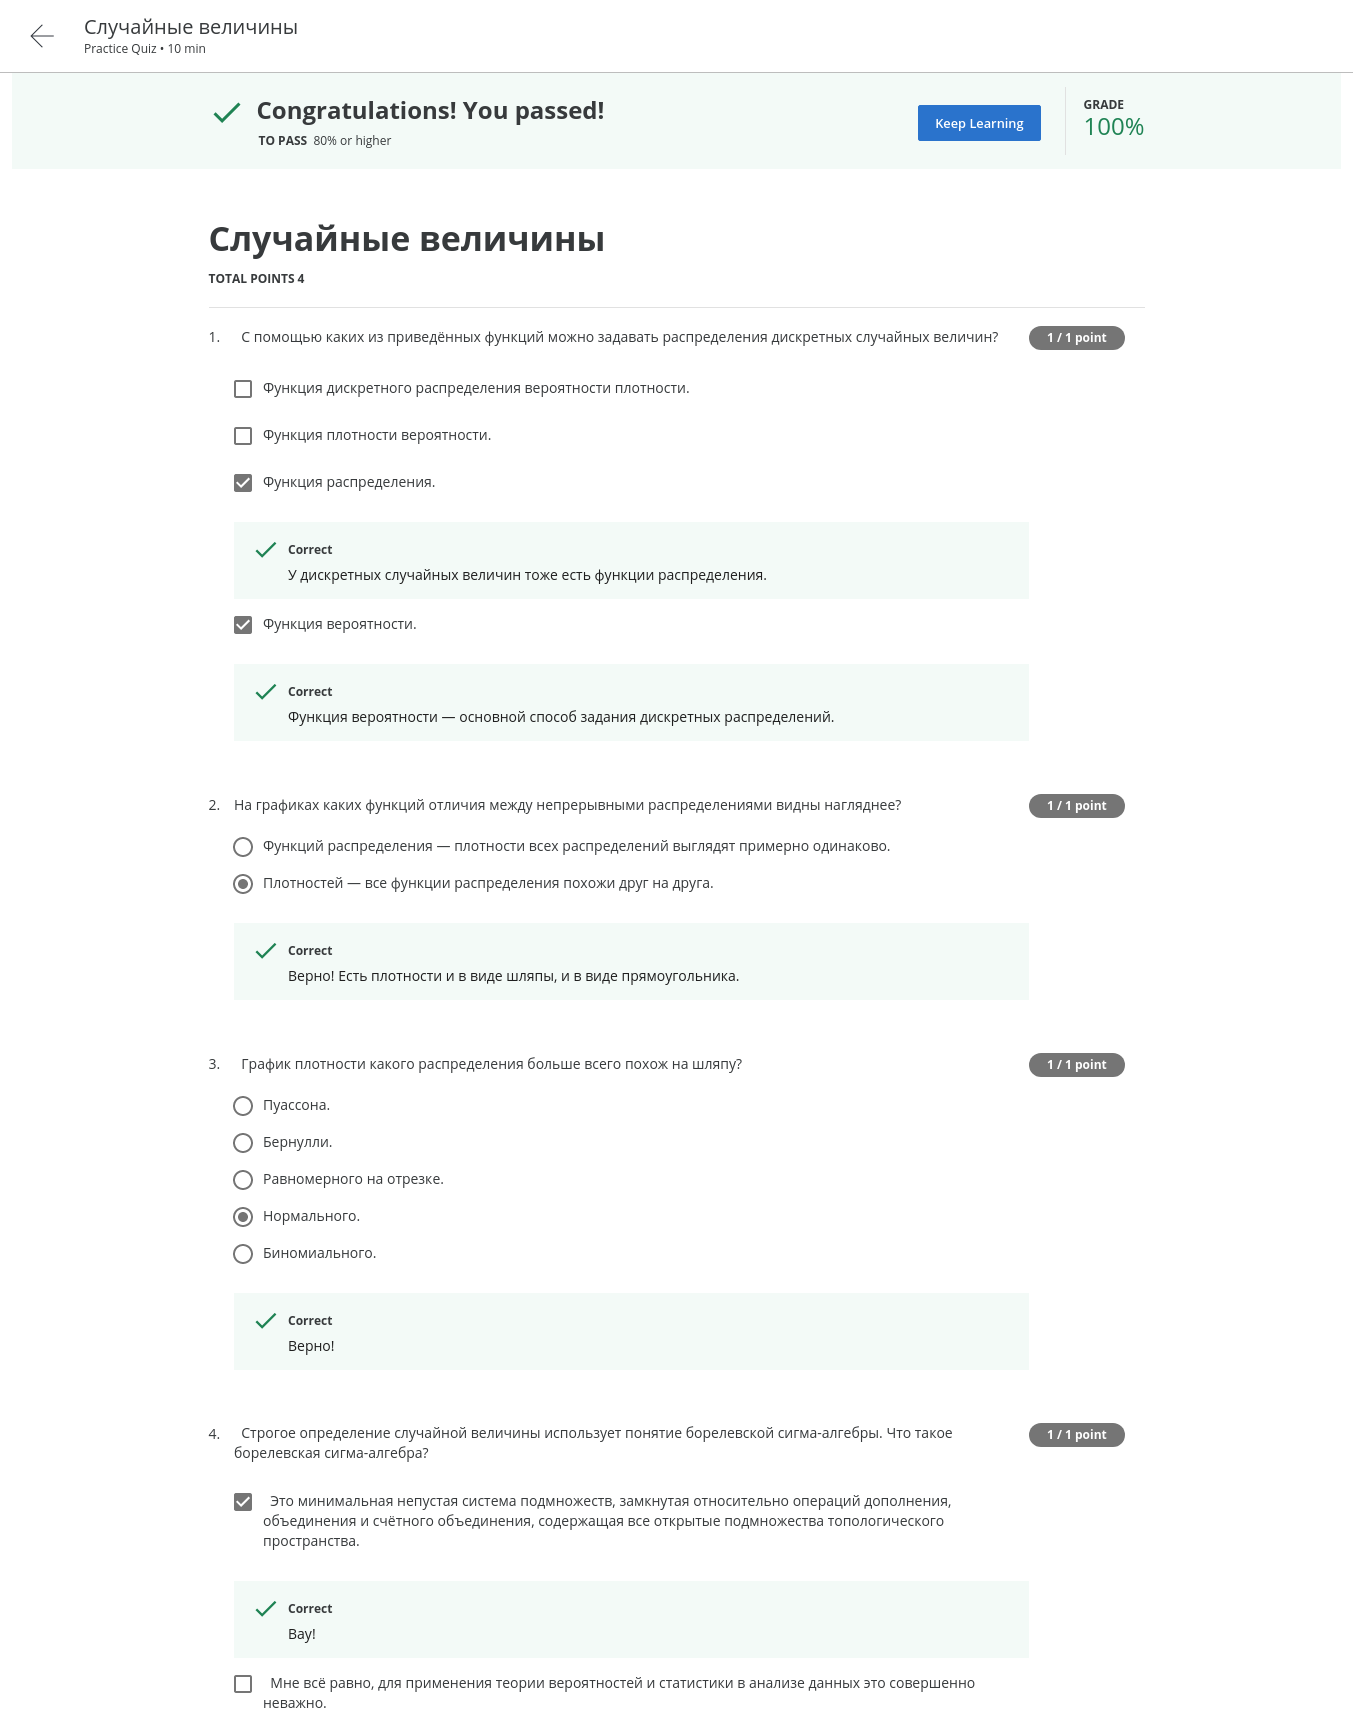 Случайные величины
Practice Quiz • 10 min
Congratulations! You passed!
TO PASS 80% or higher
Keep Learning
GRADE
100%
Случайные величины
TOTAL POINTS 4
1. С помощью каких из приведённых функций можно задавать распределения дискретных случайных величин?
1 / 1 point
Функция дискретного распределения вероятности плотности.
Функция плотности вероятности.
Функция распределения.
Correct
У дискретных случайных величин тоже есть функции распределения.
Функция вероятности.
Correct
Функция вероятности — основной способ задания дискретных распределений.
2. На графиках каких функций отличия между непрерывными распределениями видны нагляднее?
1 / 1 point
Функций распределения — плотности всех распределений выглядят примерно одинаково.
Плотностей — все функции распределения похожи друг на друга.
Correct
Верно! Есть плотности и в виде шляпы, и в виде прямоугольника.
3. График плотности какого распределения больше всего похож на шляпу?
1 / 1 point
Пуассона.
Бернулли.
Равномерного на отрезке.
Нормального.
Биномиального.
Correct
Верно!
4. Строгое определение случайной величины использует понятие борелевской сигма-алгебры. Что такое
борелевская сигма-алгебра?
1 / 1 point
Это минимальная непустая система подмножеств, замкнутая относительно операций дополнения,
объединения и счётного объединения, содержащая все открытые подмножества топологического
пространства.
Correct
Вау!
Мне всё равно, для применения теории вероятностей и статистики в анализе данных это совершенно
неважно.